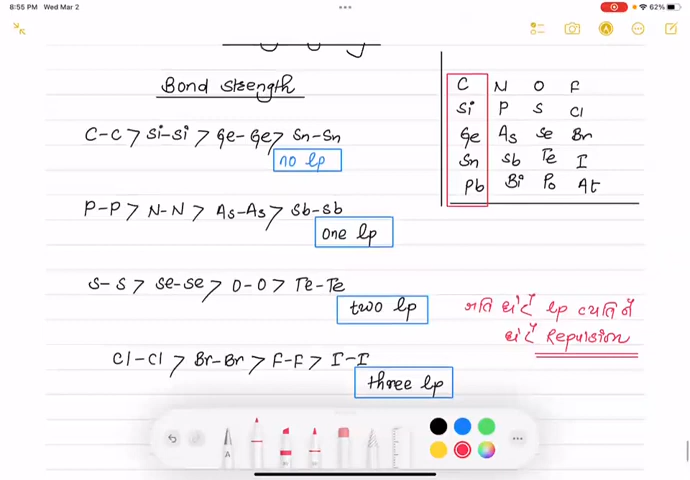 8:55 PM Wed Mar 2
62%
Bond strength
C N O F
Si P S Cl
Ge As Se Br
Sn Sb Te I
Pb Bi Po At
C-C > Si-Si > Ge-Ge > Sn-Sn
no lp
P-P > N-N > As-As > Sb-Sb
one lp
S-S > Se-Se > O-O > Te-Te
two lp
lp
Repulsion
Cl-Cl > Br-Br > F-F > I-I
three lp
A